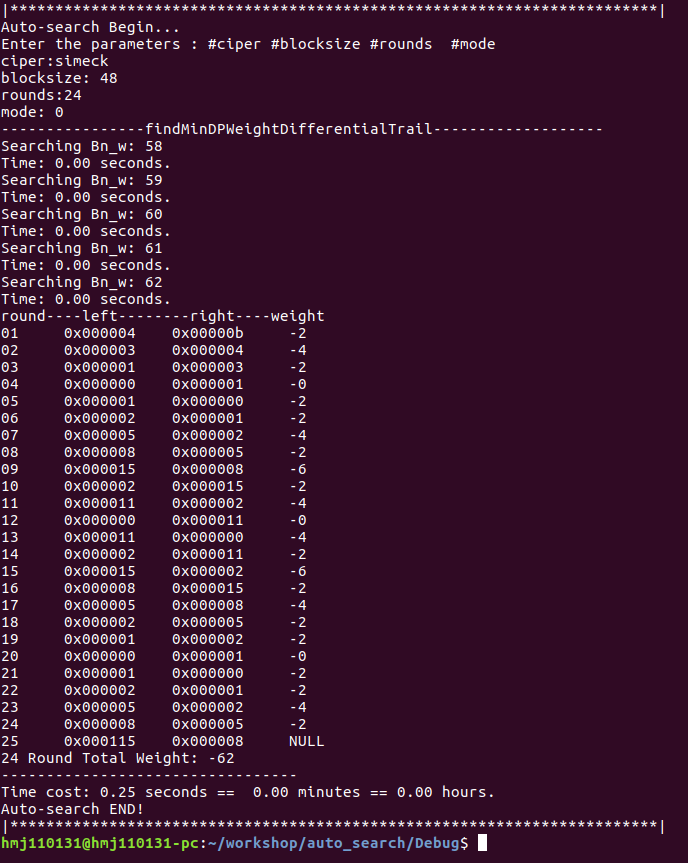 |************************************************************************|
Auto-search Begin...
Enter the parameters : #ciper #blocksize #rounds  #mode
ciper:simeck
blocksize: 48
rounds:24
mode: 0
----------------findMinDPWeightDifferentialTrail-------------------
Searching Bn_w: 58
Time: 0.00 seconds.
Searching Bn_w: 59
Time: 0.00 seconds.
Searching Bn_w: 60
Time: 0.00 seconds.
Searching Bn_w: 61
Time: 0.00 seconds.
Searching Bn_w: 62
Time: 0.00 seconds.
round----left--------right----weight
01     0x000004    0x00000b     -2
02     0x000003    0x000004     -4
03     0x000001    0x000003     -2
04     0x000000    0x000001     -0
05     0x000001    0x000000     -2
06     0x000002    0x000001     -2
07     0x000005    0x000002     -4
08     0x000008    0x000005     -2
09     0x000015    0x000008     -6
10     0x000002    0x000015     -2
11     0x000011    0x000002     -4
12     0x000000    0x000011     -0
13     0x000011    0x000000     -4
14     0x000002    0x000011     -2
15     0x000015    0x000002     -6
16     0x000008    0x000015     -2
17     0x000005    0x000008     -4
18     0x000002    0x000005     -2
19     0x000001    0x000002     -2
20     0x000000    0x000001     -0
21     0x000001    0x000000     -2
22     0x000002    0x000001     -2
23     0x000005    0x000002     -4
24     0x000008    0x000005     -2
25     0x000115    0x000008     NULL
24 Round Total Weight: -62
---------------------------------
Time cost: 0.25 seconds ==  0.00 minutes == 0.00 hours.
Auto-search END!
|************************************************************************|
hmj110131@hmj110131-pc:~/workshop/auto_search/Debug$